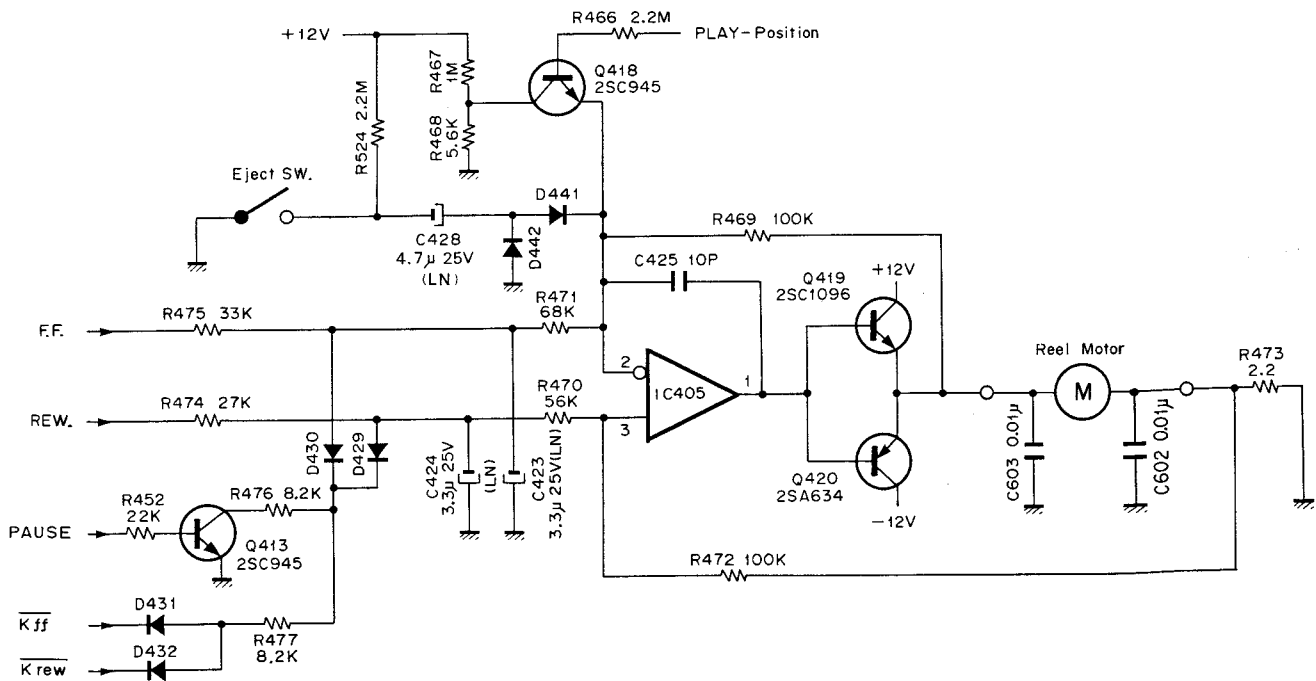 R466 2.2M
PLAY-Position
+12V
R467
1M
Q418
2SC945
R524 2.2M
R468
5.6K
Eject SW.
D441
R469 100K
C428
4.7μ 25V
(LN)
D442
C425 10P
Q419
2SC1096
+12V
R471
68K
F.F.
R475 33K
Reel Motor
R473
2.2
2
1
IC405
M
R470
56K
REW.
R474 27K
3
D430
D429
C424
3.3μ 25V
(LN)
C423
3.3μ 25V(LN)
Q420
2SA634
C603 0.01μ
C602 0.01μ
-12V
R452
22K
R476 8.2K
PAUSE
Q413
2SC945
R472 100K
D431
Kff
R477
8.2K
D432
Krew